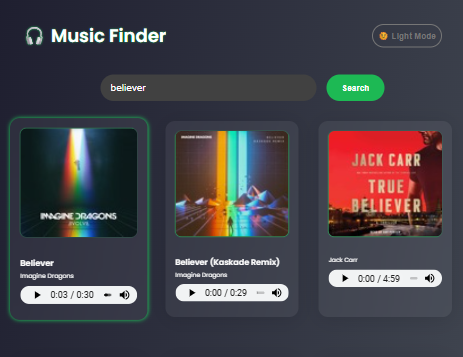 Music Finder
Light Mode
believer
Search
IMAGINE DRAGONS
EVOLVE
Believer
Imagine Dragons
0:03 / 0:30
IMAGINE DRAGONS
BELIEVER
KASKADE REMIX
Believer (Kaskade Remix)
Imagine Dragons
0:00 / 0:29
JACK CARR
TRUE
BELIEVER
Jack Carr
0:00 / 4:59